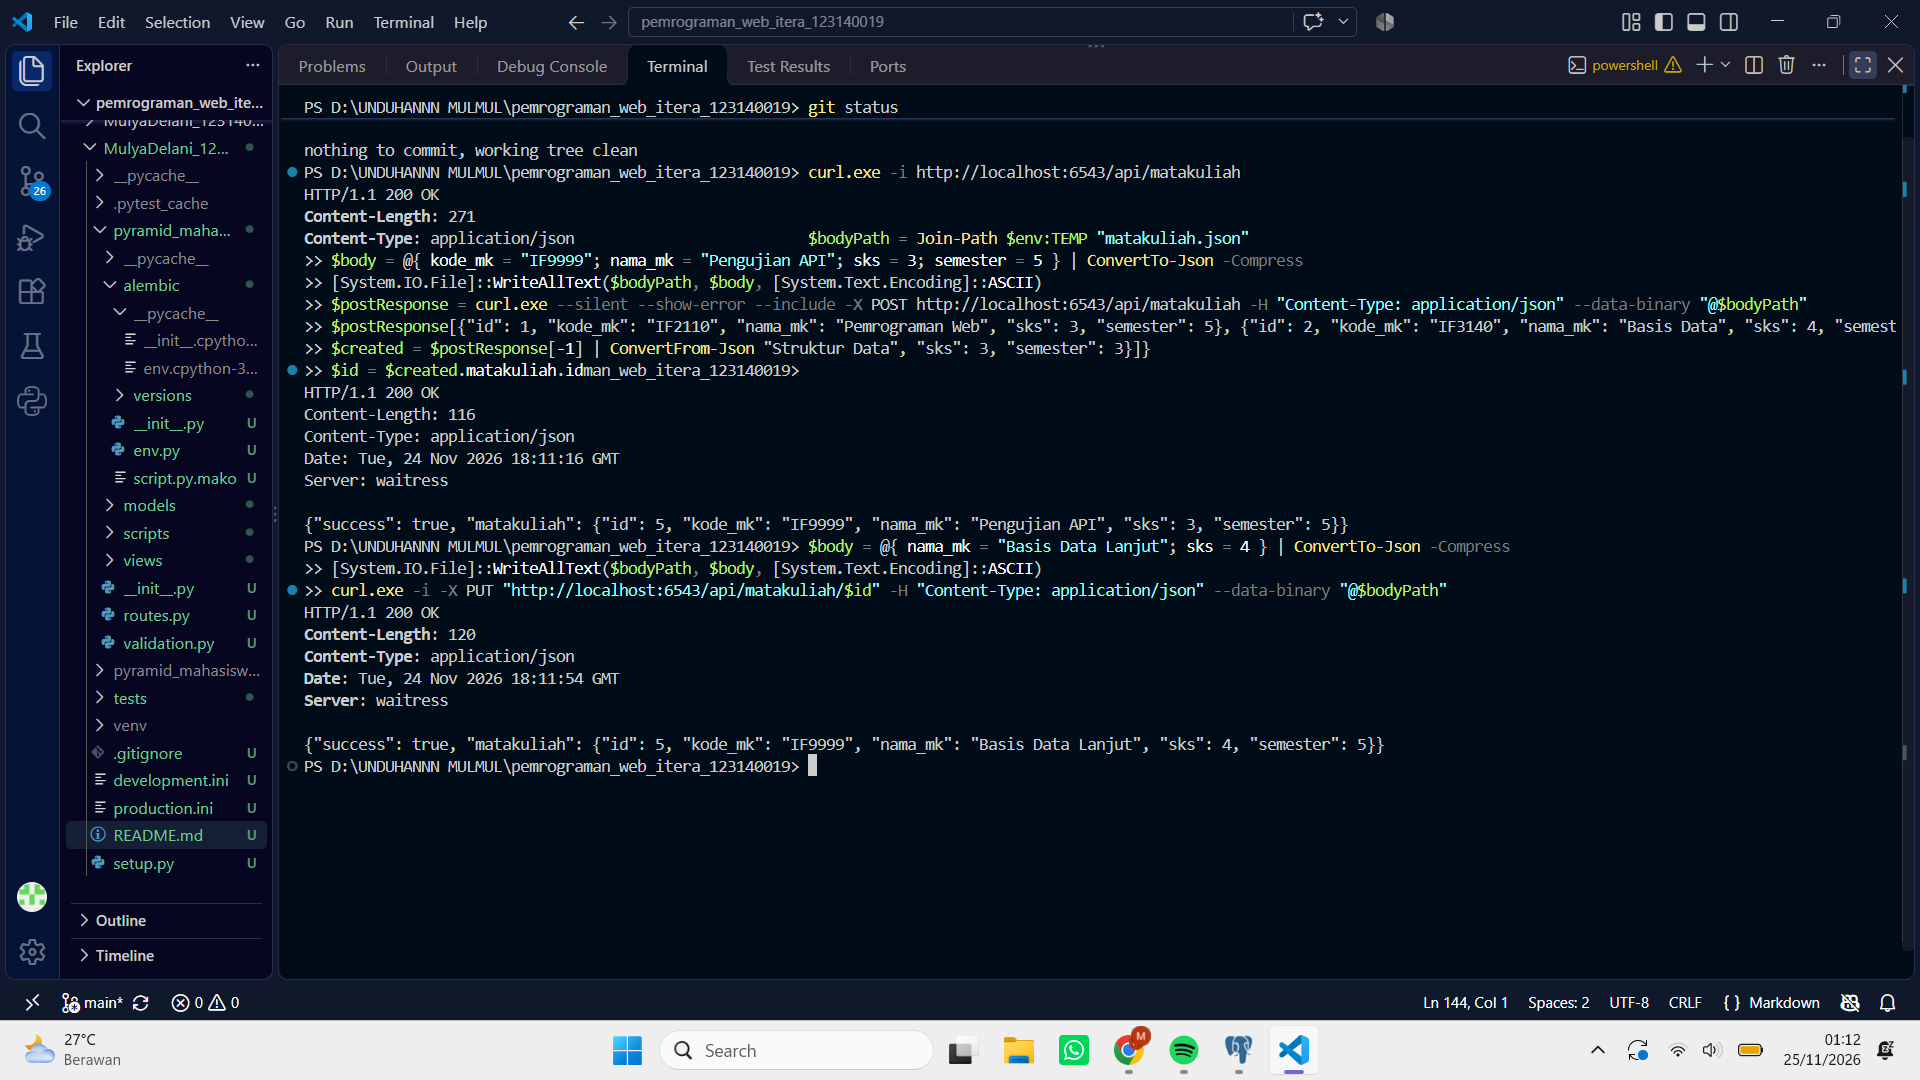 File Edit Selection View Go Run Terminal Help
pemrograman_web_itera_123140019
Explorer
Problems Output Debug Console Terminal Test Results Ports
powershell
pemrograman_web_ite...
MulyaDelani_123140...
MulyaDelani_12...
__pycache__
.pytest_cache
pyramid_maha...
__pycache__
alembic
__pycache__
__init__.cpytho...
env.cpython-3...
versions
__init__.py U
env.py U
script.py.mako U
models
scripts
views
__init__.py U
routes.py U
validation.py U
pyramid_mahasisw...
tests
venv
.gitignore U
development.ini U
production.ini U
README.md U
setup.py U
Outline
Timeline
26
PS D:\UNDUHANNN MULMUL\pemrograman_web_itera_123140019> git status
nothing to commit, working tree clean
PS D:\UNDUHANNN MULMUL\pemrograman_web_itera_123140019> curl.exe -i http://localhost:6543/api/matakuliah
HTTP/1.1 200 OK
Content-Length: 271
Content-Type: application/json $bodyPath = Join-Path $env:TEMP "matakuliah.json"
>> $body = @{ kode_mk = "IF9999"; nama_mk = "Pengujian API"; sks = 3; semester = 5 } | ConvertTo-Json -Compress
>> [System.IO.File]::WriteAllText($bodyPath, $body, [System.Text.Encoding]::ASCII)
>> $postResponse = curl.exe --silent --show-error --include -X POST http://localhost:6543/api/matakuliah -H "Content-Type: application/json" --data-binary "@$bodyPath"
>> $postResponse[{"id": 1, "kode_mk": "IF2110", "nama_mk": "Pemrograman Web", "sks": 3, "semester": 5}, {"id": 2, "kode_mk": "IF3140", "nama_mk": "Basis Data", "sks": 4, "semest
>> $created = $postResponse[-1] | ConvertFrom-Json "Struktur Data", "sks": 3, "semester": 3}]}
>> $id = $created.matakuliah.idman_web_itera_123140019>
HTTP/1.1 200 OK
Content-Length: 116
Content-Type: application/json
Date: Tue, 24 Nov 2026 18:11:16 GMT
Server: waitress
{"success": true, "matakuliah": {"id": 5, "kode_mk": "IF9999", "nama_mk": "Pengujian API", "sks": 3, "semester": 5}}
PS D:\UNDUHANNN MULMUL\pemrograman_web_itera_123140019> $body = @{ nama_mk = "Basis Data Lanjut"; sks = 4 } | ConvertTo-Json -Compress
>> [System.IO.File]::WriteAllText($bodyPath, $body, [System.Text.Encoding]::ASCII)
>> curl.exe -i -X PUT "http://localhost:6543/api/matakuliah/$id" -H "Content-Type: application/json" --data-binary "@$bodyPath"
HTTP/1.1 200 OK
Content-Length: 120
Content-Type: application/json
Date: Tue, 24 Nov 2026 18:11:54 GMT
Server: waitress
{"success": true, "matakuliah": {"id": 5, "kode_mk": "IF9999", "nama_mk": "Basis Data Lanjut", "sks": 4, "semester": 5}}
PS D:\UNDUHANNN MULMUL\pemrograman_web_itera_123140019>
main* 0 0
Ln 144, Col 1 Spaces: 2 UTF-8 CRLF { } Markdown
27°C
Berawan
Search
M
01:12
25/11/2026